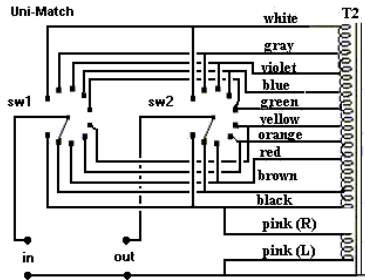 Uni-Match
white
T2
gray
violet
blue
sw1
sw2
green
yellow
orange
red
brown
black
pink (R)
in
out
pink (L)